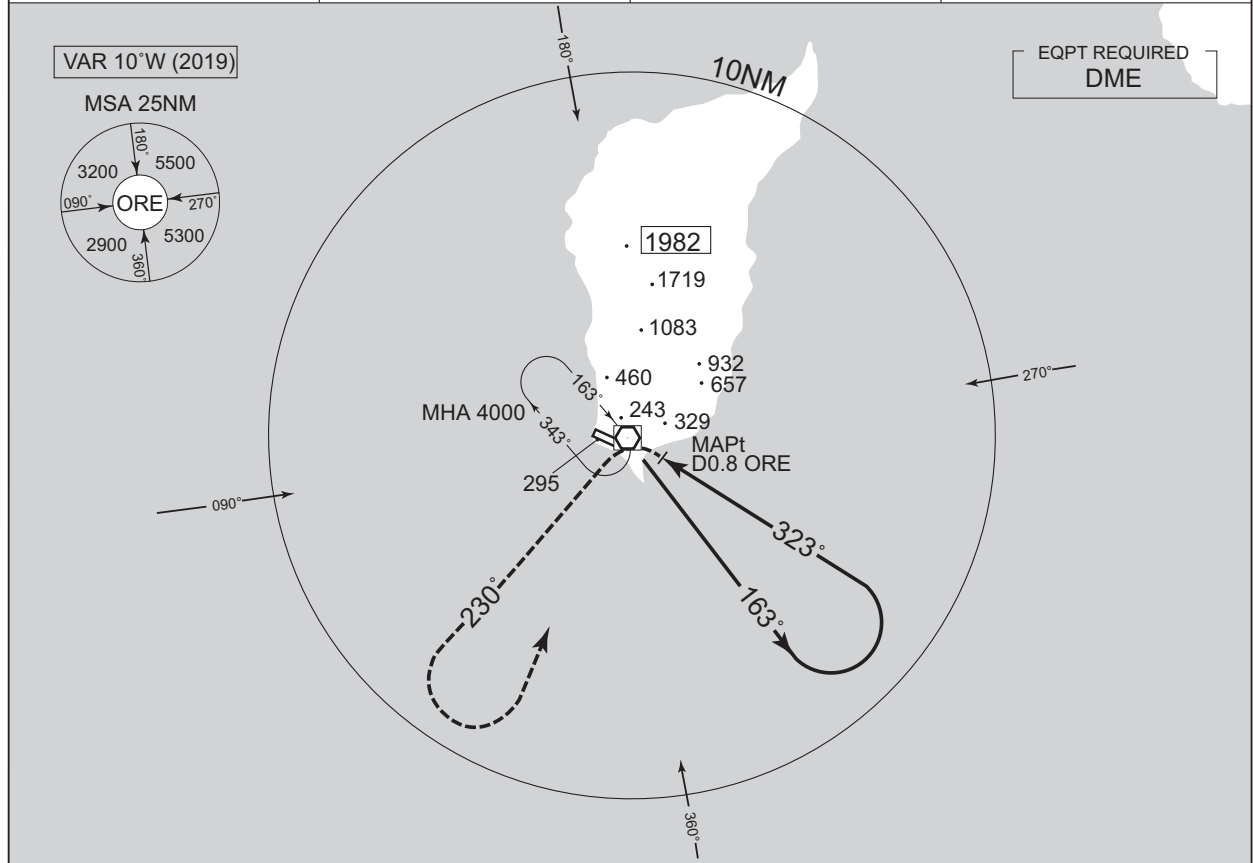 VAR 10˚W (2019)
MSA 25NM
180˚
3200
5500
090˚
ORE
270˚
2900
5300
360˚
180˚
10NM
EQPT REQUIRED
DME
1982
1719
1083
932
460
657
163˚
243
329
MHA 4000
343˚
MAPt
D0.8 ORE
295
270˚
090˚
323˚
230˚
163˚
360˚